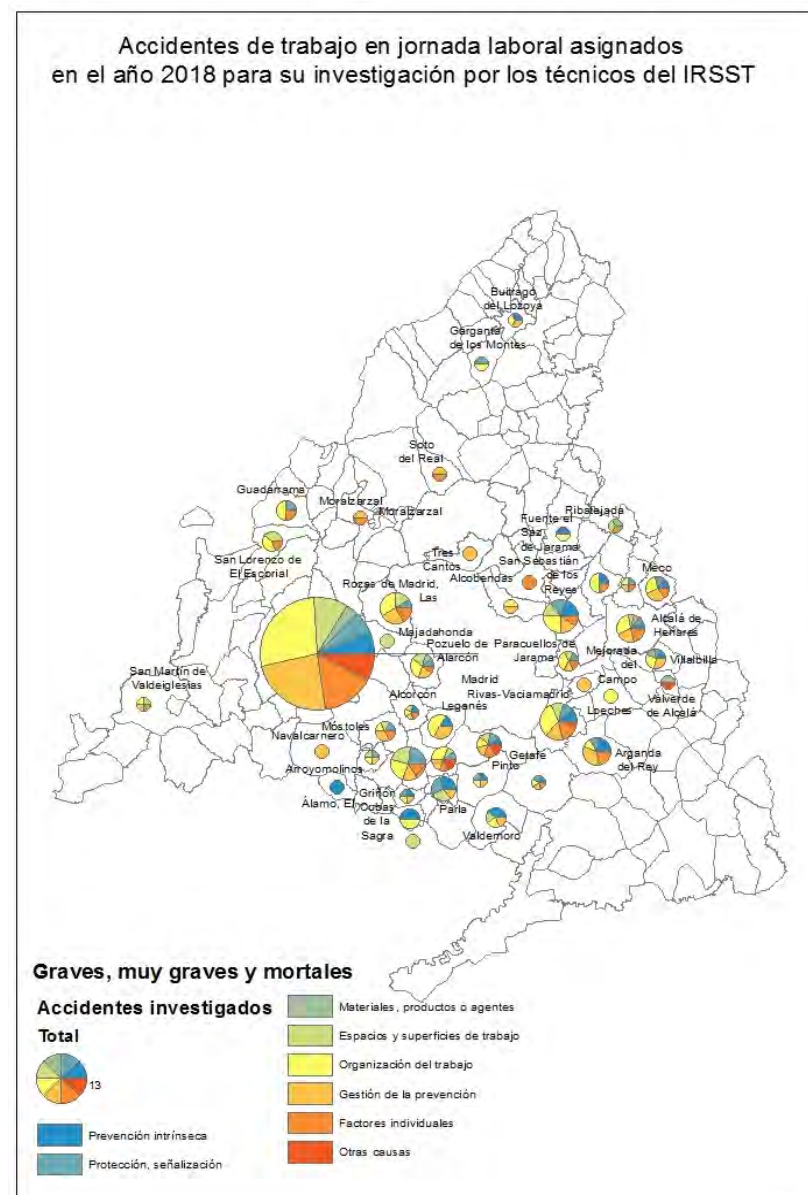 Accidentes de trabajo en jornada laboral asignados
en el año 2018 para su investigación por los técnicos del IRSST
Buitrago
del Lozoya
Garganta
de los Montes
Soto
del Real
Guadarrama
Moralzarzal
Moralzarzal
Ribatejada
Fuente el
Saz
de Jarama
Tres
Cantos
San Sebastián
de los
Reyes
Alcobendas
Meco
San Lorenzo de
El Escorial
Rozas de Madrid,
Las
Alcalá de
Henares
Majadahonda
Pozuelo de
Alarcón
Paracuellos de
Jarama
Mejorada
del
Campo
Villalbilla
San Martín de
Valdeiglesias
Madrid
Rivas-Vaciamadrid
Valverde
de Alcalá
Alcorcón
Leganés
Loeches
Móstoles
Navalcarnero
Getafe
Arganda
del Rey
Arroyomolinos
Pinto
Griñón
Álamo, El
Cubas
de la
Sagra
Parla
Valdemoro
Graves, muy graves y mortales
Accidentes investigados
Total
13
Prevención intrínseca
Protección, señalización
Materiales, productos o agentes
Espacios y superficies de trabajo
Organización del trabajo
Gestión de la prevención
Factores individuales
Otras causas